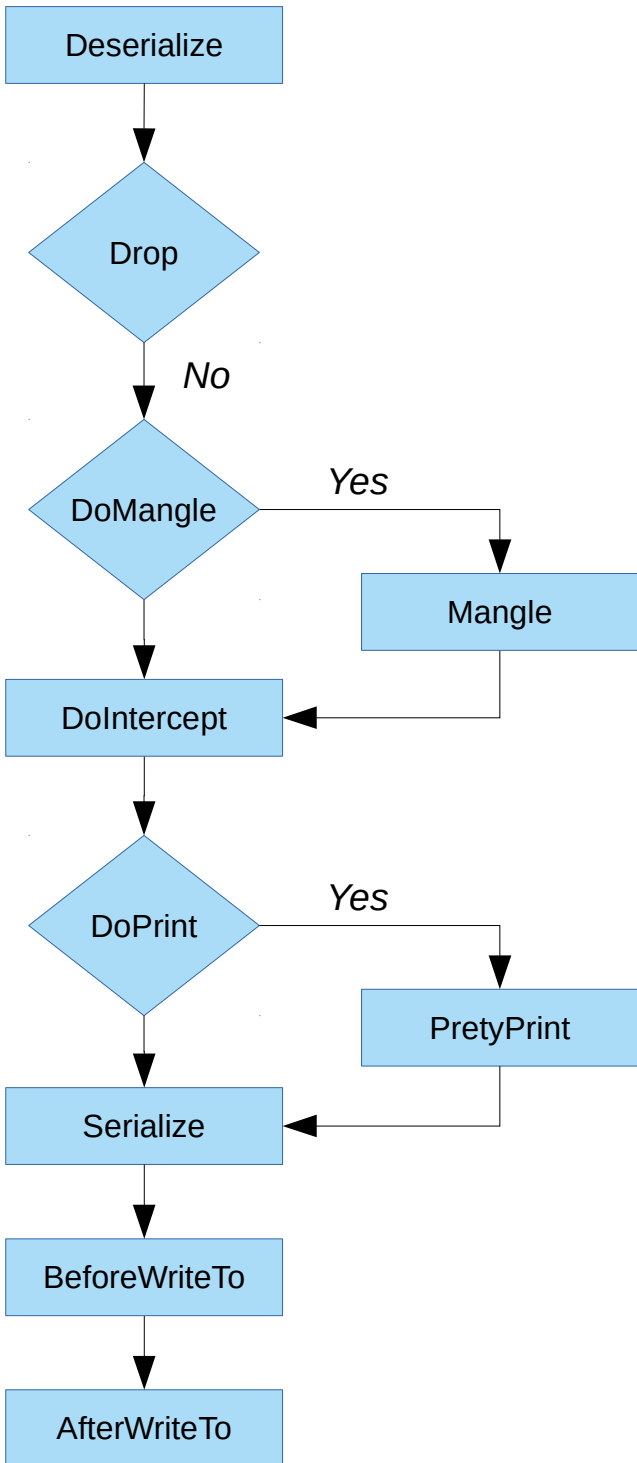 Deserialize
Drop
No
DoMangle
Yes
Mangle
DoIntercept
DoPrint
Yes
PretyPrint
Serialize
BeforeWriteTo
AfterWriteTo